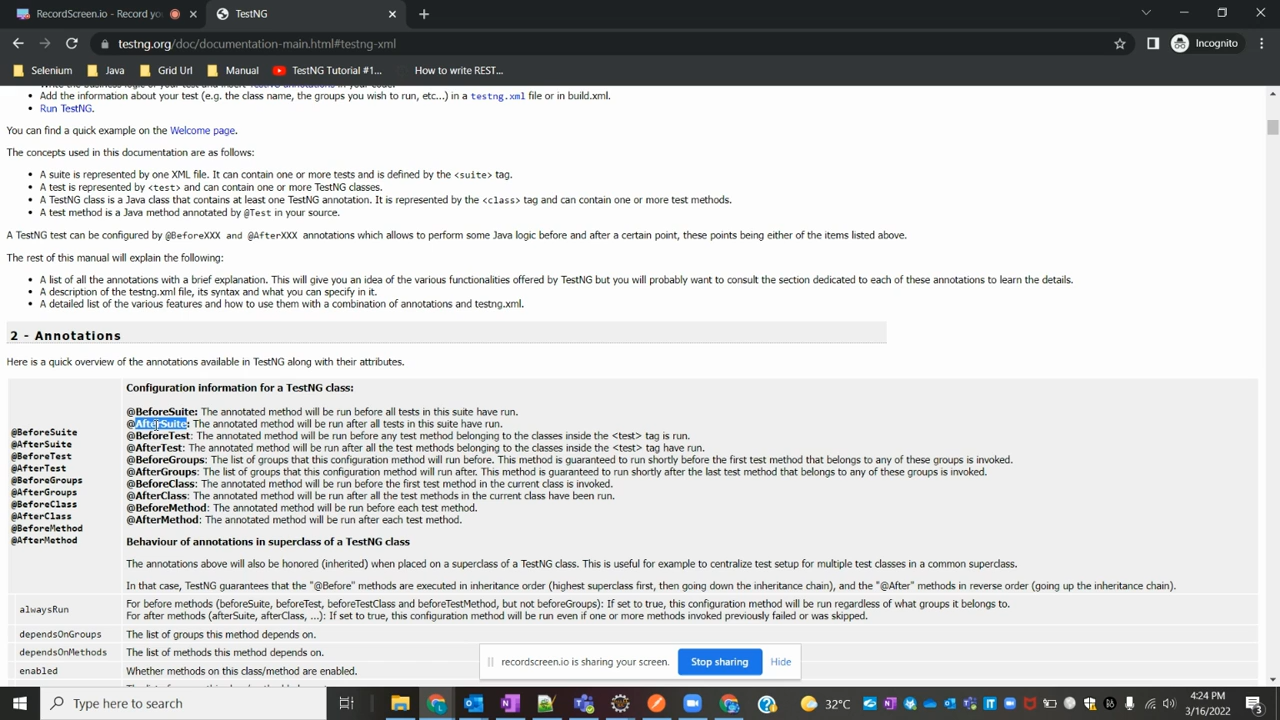 RecordScreen.io - Record yo
TestNG
testng.org/doc/documentation-main.html#testng-xml
Incognito
Selenium
Java
Grid Url
Manual
TestNG Tutorial #1...
How to write REST...
Write the business logic of your test and insert TestNG annotations in your code.
Add the information about your test (e.g. the class name, the groups you wish to run, etc...) in a testng.xml file or in build.xml.
Run TestNG.
You can find a quick example on the Welcome page.
The concepts used in this documentation are as follows:
A suite is represented by one XML file. It can contain one or more tests and is defined by the <suite> tag.
A test is represented by <test> and can contain one or more TestNG classes.
A TestNG class is a Java class that contains at least one TestNG annotation. It is represented by the <class> tag and can contain one or more test methods.
A test method is a Java method annotated by @Test in your source.
A TestNG test can be configured by @BeforeXXX and @AfterXXX annotations which allows to perform some Java logic before and after a certain point, these points being either of the items listed above.
The rest of this manual will explain the following:
A list of all the annotations with a brief explanation. This will give you an idea of the various functionalities offered by TestNG but you will probably want to consult the section dedicated to each of these annotations to learn the details.
A description of the testng.xml file, its syntax and what you can specify in it.
A detailed list of the various features and how to use them with a combination of annotations and testng.xml.
2 - Annotations
Here is a quick overview of the annotations available in TestNG along with their attributes.
@BeforeSuite
@AfterSuite
@BeforeTest
@AfterTest
@BeforeGroups
@AfterGroups
@BeforeClass
@AfterClass
@BeforeMethod
@AfterMethod
Configuration information for a TestNG class:
@BeforeSuite: The annotated method will be run before all tests in this suite have run.
@AfterSuite: The annotated method will be run after all tests in this suite have run.
@BeforeTest: The annotated method will be run before any test method belonging to the classes inside the <test> tag is run.
@AfterTest: The annotated method will be run after all the test methods belonging to the classes inside the <test> tag have run.
@BeforeGroups: The list of groups that this configuration method will run before. This method is guaranteed to run shortly before the first test method that belongs to any of these groups is invoked.
@AfterGroups: The list of groups that this configuration method will run after. This method is guaranteed to run shortly after the last test method that belongs to any of these groups is invoked.
@BeforeClass: The annotated method will be run before the first test method in the current class is invoked.
@AfterClass: The annotated method will be run after all the test methods in the current class have been run.
@BeforeMethod: The annotated method will be run before each test method.
@AfterMethod: The annotated method will be run after each test method.
Behaviour of annotations in superclass of a TestNG class
The annotations above will also be honored (inherited) when placed on a superclass of a TestNG class. This is useful for example to centralize test setup for multiple test classes in a common superclass.
In that case, TestNG guarantees that the "@Before" methods are executed in inheritance order (highest superclass first, then going down the inheritance chain), and the "@After" methods in reverse order (going up the inheritance chain).
alwaysRun
For before methods (beforeSuite, beforeTest, beforeTestClass and beforeTestMethod, but not beforeGroups): If set to true, this configuration method will be run regardless of what groups it belongs to.
For after methods (afterSuite, afterClass, ...): If set to true, this configuration method will be run even if one or more methods invoked previously failed or was skipped.
dependsOnGroups The list of groups this method depends on.
dependsOnMethods The list of methods this method depends on.
enabled Whether methods on this class/method are enabled.
recordscreen.io is sharing your screen.
Stop sharing
Hide
Type here to search
32°C
4:24 PM
3/16/2022
3